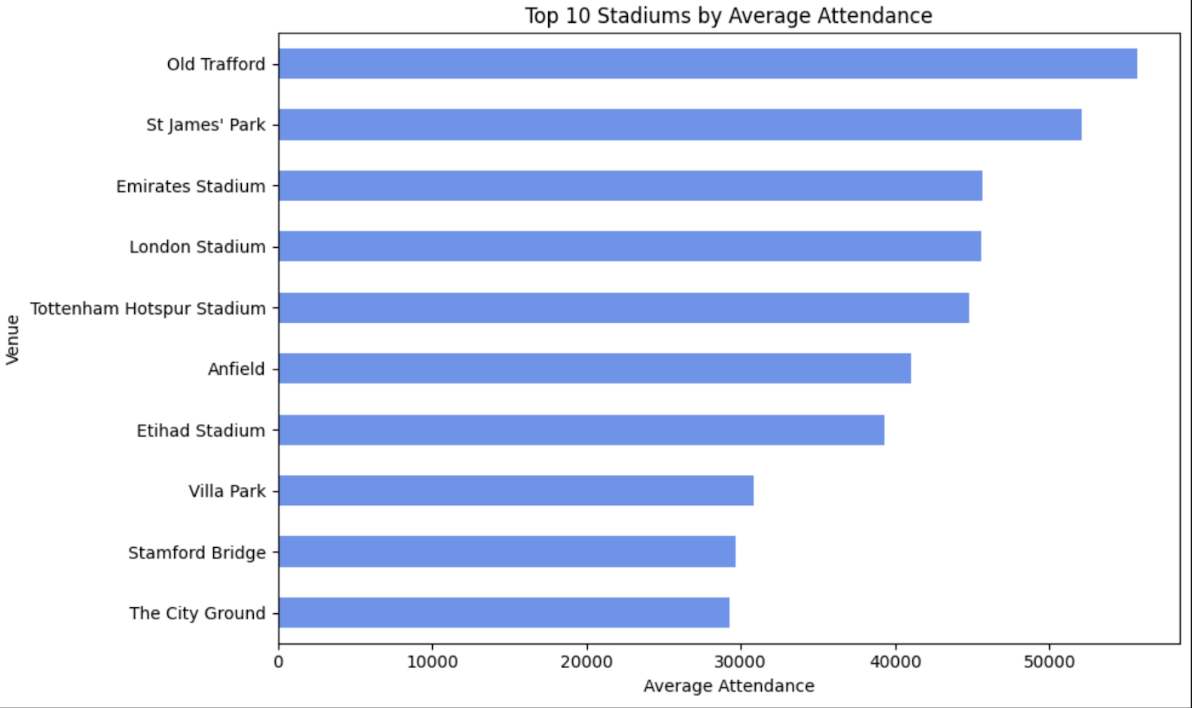 Top 10 Stadiums by Average Attendance
Old Trafford
St James' Park
Emirates Stadium
London Stadium
Tottenham Hotspur Stadium
Anfield
Etihad Stadium
Villa Park
Stamford Bridge
The City Ground
Venue
0 10000 20000 30000 40000 50000
Average Attendance